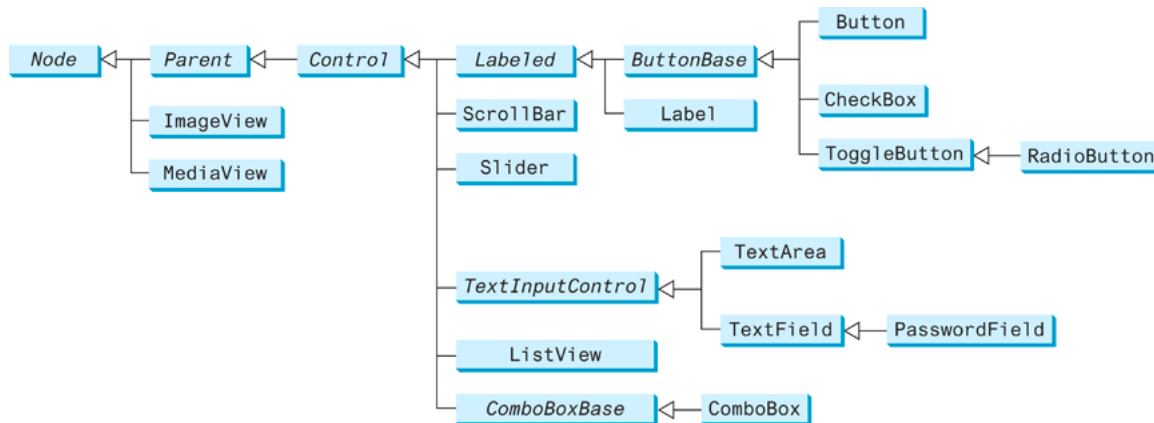 Button
Node
Parent
Control
Labeled
ButtonBase
ImageView
ScrollBar
Label
CheckBox
MediaView
Slider
ToggleButton
RadioButton
TextArea
TextInputControl
TextField
PasswordField
ListView
ComboBoxBase
ComboBox